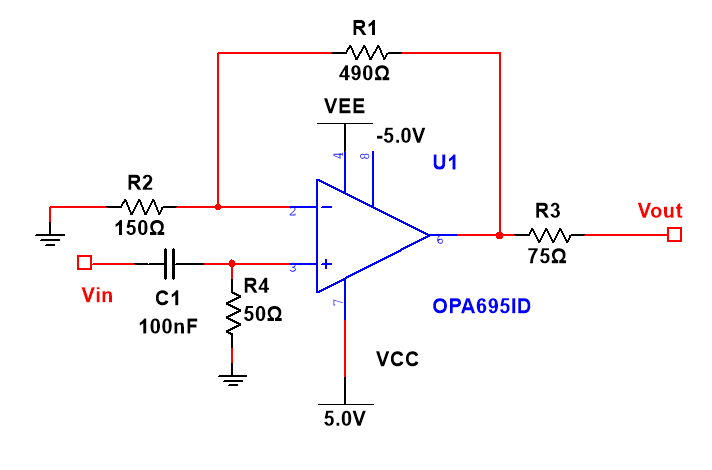 R1
490Ω
VEE
-5.0V
4
8
U1
R2
150Ω
2
−
R3
75Ω
Vout
6
3
+
Vin
C1
100nF
R4
50Ω
7
OPA695ID
VCC
5.0V